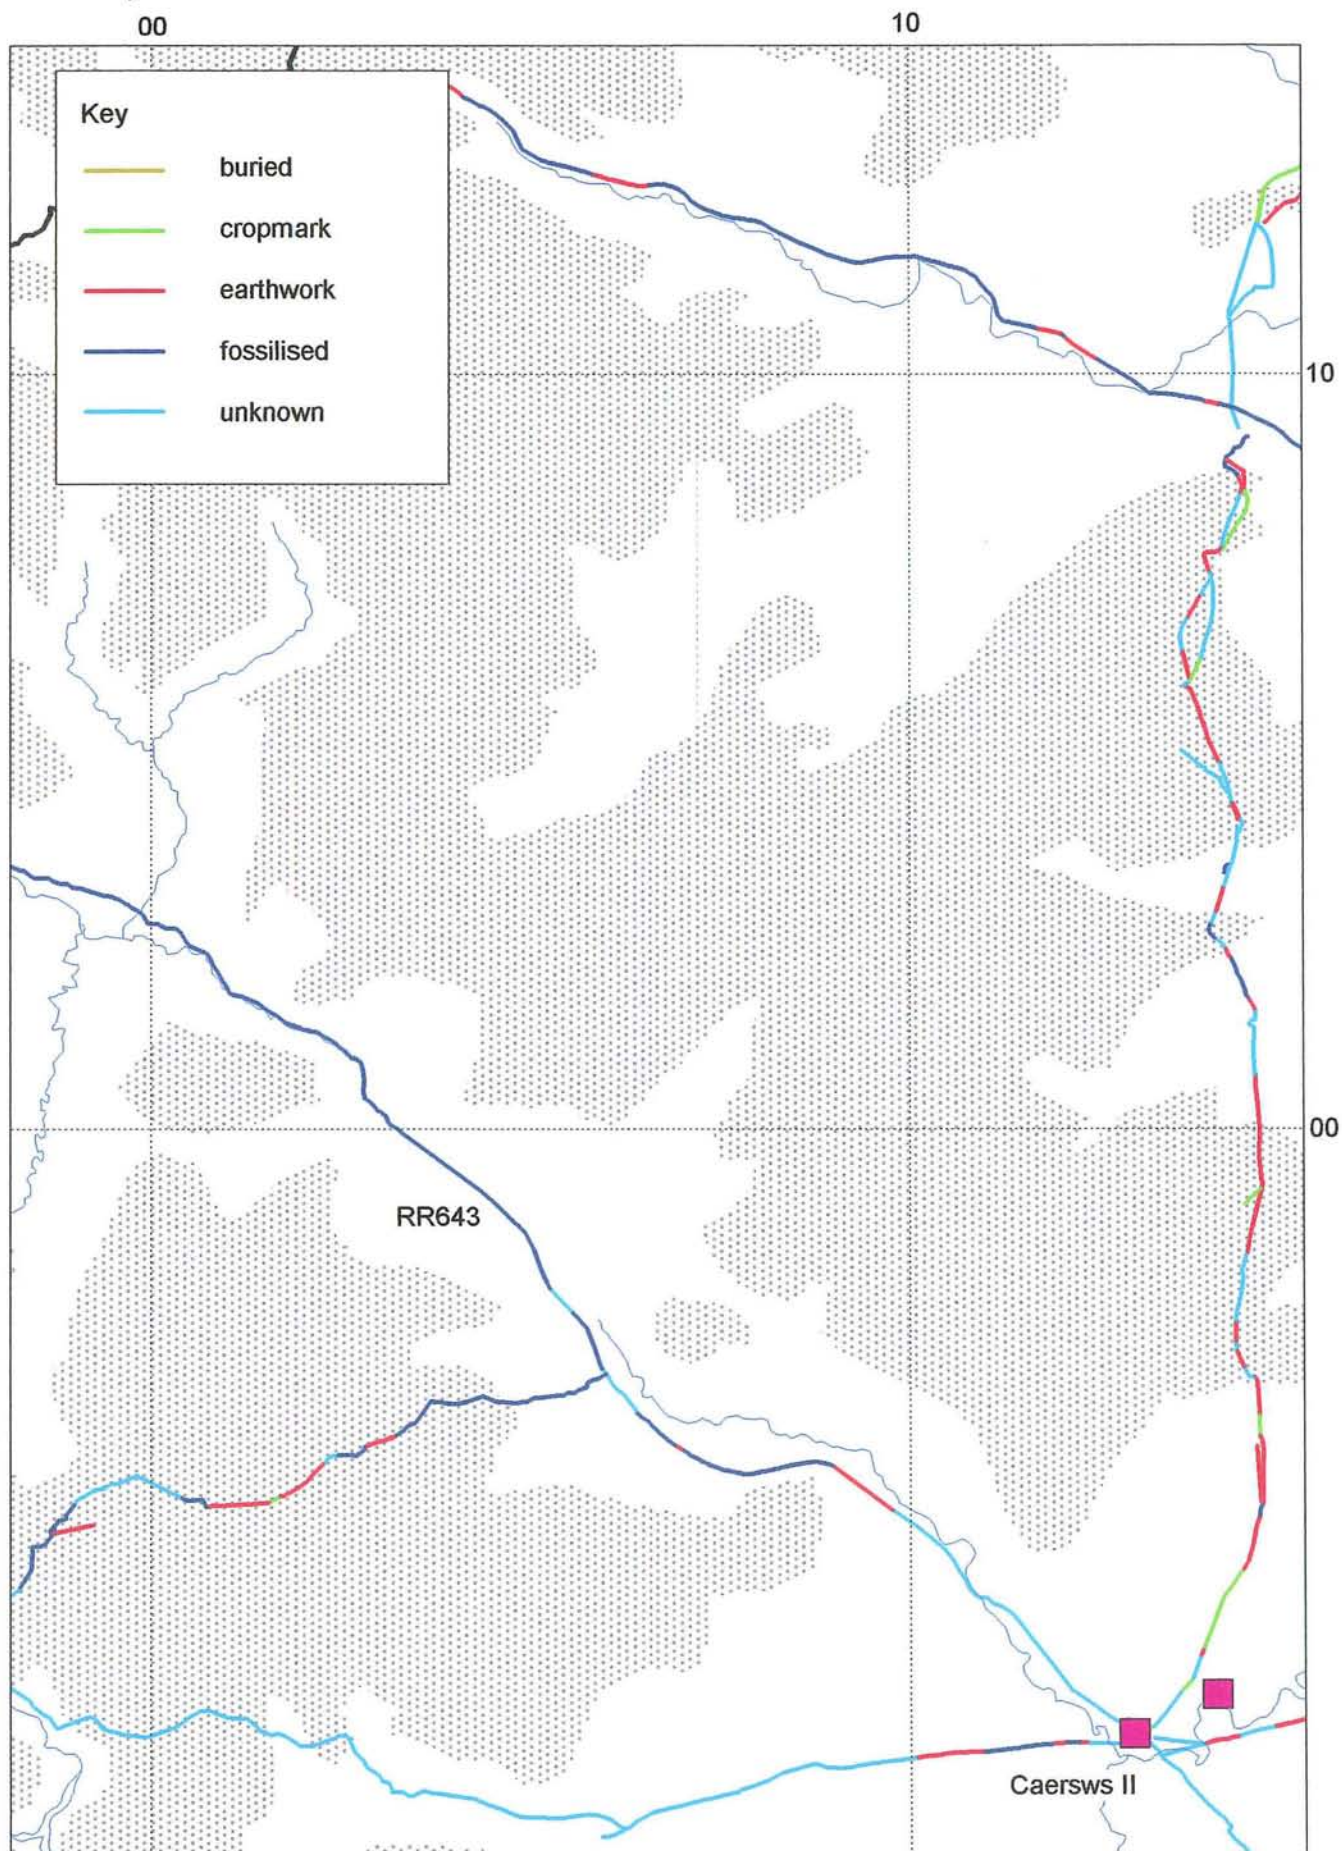 00
10
Key
buried
cropmark
earthwork
fossilised
unknown
10
00
RR643
Caersws II